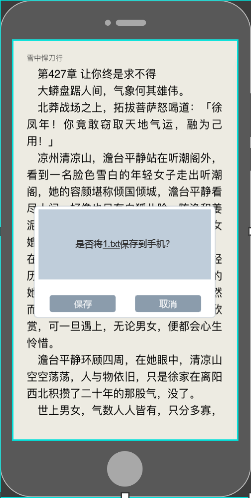 雪中悍刀行
第427章 让你终是求不得
大蟒盘踞人间，气象何其雄伟。
北莽战场之上，拓拔菩萨怒喝道：「徐
凤年！你竟敢窃取天地气运，融为己
用！」
凉州清凉山，澹台平静站在听潮阁外，
看到一名脸色雪白的年轻女子走出听潮
阁，她的容颜堪称倾国倾城，澹台平静看
是否将1.txt保存到手机？
保存
取消
赏，可一旦遇上，无论男女，便都会心生
怜惜。
澹台平静环顾四周，在她眼中，清凉山
空空荡荡，人与物依旧，只是徐家在离阳
西北积攒了二十年的那股气，没了。
世上男女，气数人人皆有，只分多寡，